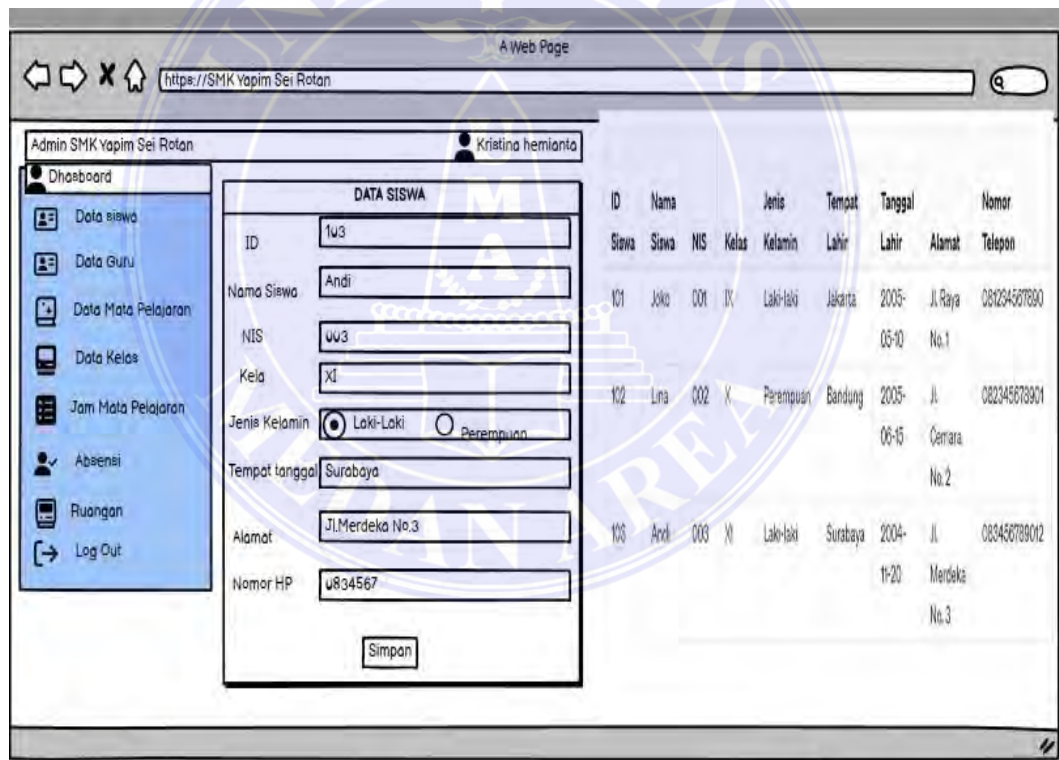 A Web Page
https://SMK Yapim Sei Rotan
Admin SMK Yapim Sei Rotan
Kristina hemianta
Dhasboard
Data siswa
Data Guru
Data Mata Pelajaran
Data Kelas
Jam Mata Pelajaran
Absensi
Ruangan
Log Out
DATA SISWA
ID 103
Nama Siswa Andi
NIS 003
Kela XI
Jenis Kelamin Laki-Laki Perempuan
Tempat tanggal Surabaya
Alamat Jl.Merdeka No.3
Nomor HP 0834567
Simpan
ID Nama Jenis Tempat Tanggal Nomor
Siswa Siswa NIS Kelas Kelamin Lahir Lahir Alamat Telepon
101 Joko 001 IX Laki-laki Jakarta 2005- Jl. Raya 081234567890
05-10 No.1
102 Lina 002 X Perempuan Bandung 2005- Jl. 082345678901
06-15 Cemara
No. 2
103 Andi 003 XI Laki-laki Surabaya 2004- Jl. 083456789012
11-20 Merdeka
No. 3
UMA
MEDAN AREA